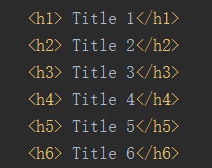 <h1> Title 1</h1>
<h2> Title 2</h2>
<h3> Title 3</h3>
<h4> Title 4</h4>
<h5> Title 5</h5>
<h6> Title 6</h6>